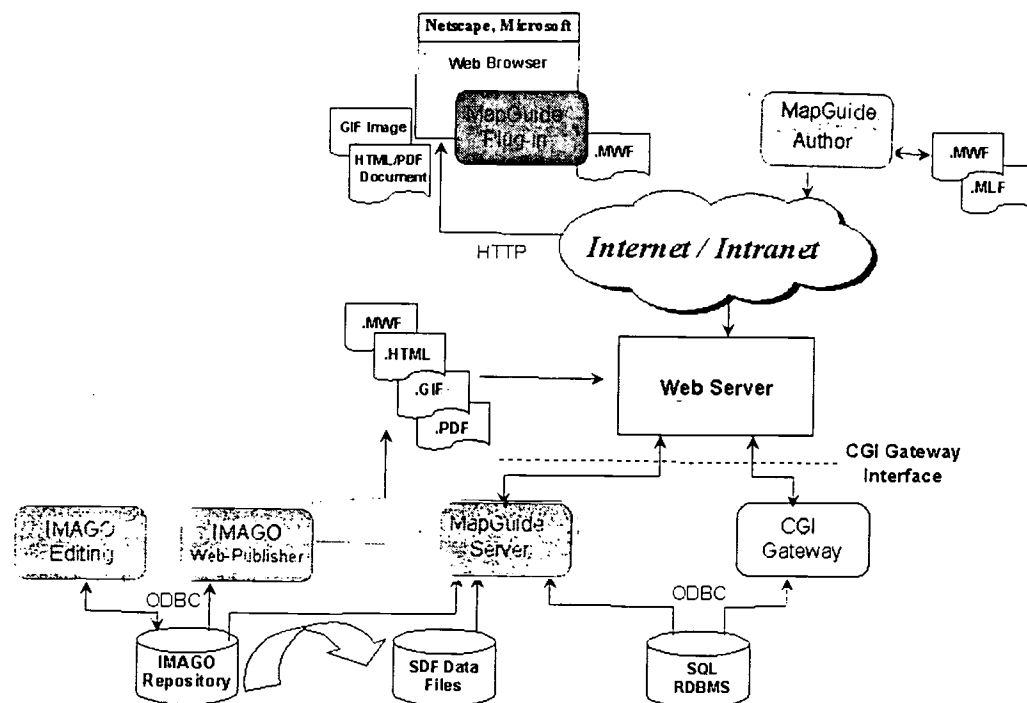 Netscape, Microsoft
Web Browser
MapGuide
Plug-in
GIF Image
HTML/PDF
Document
.MWF
MapGuide
Author
.MWF
.MLF
HTTP
Internet / Intranet
.MWF
.HTML
.GIF
.PDF
Web Server
CGI Gateway
Interface
IMAGO
Editing
IMAGO
Web-Publisher
MapGuide
Server
CGI
Gateway
ODBC
ODBC
IMAGO
Repository
SDF Data
Files
SQL
RDBMS